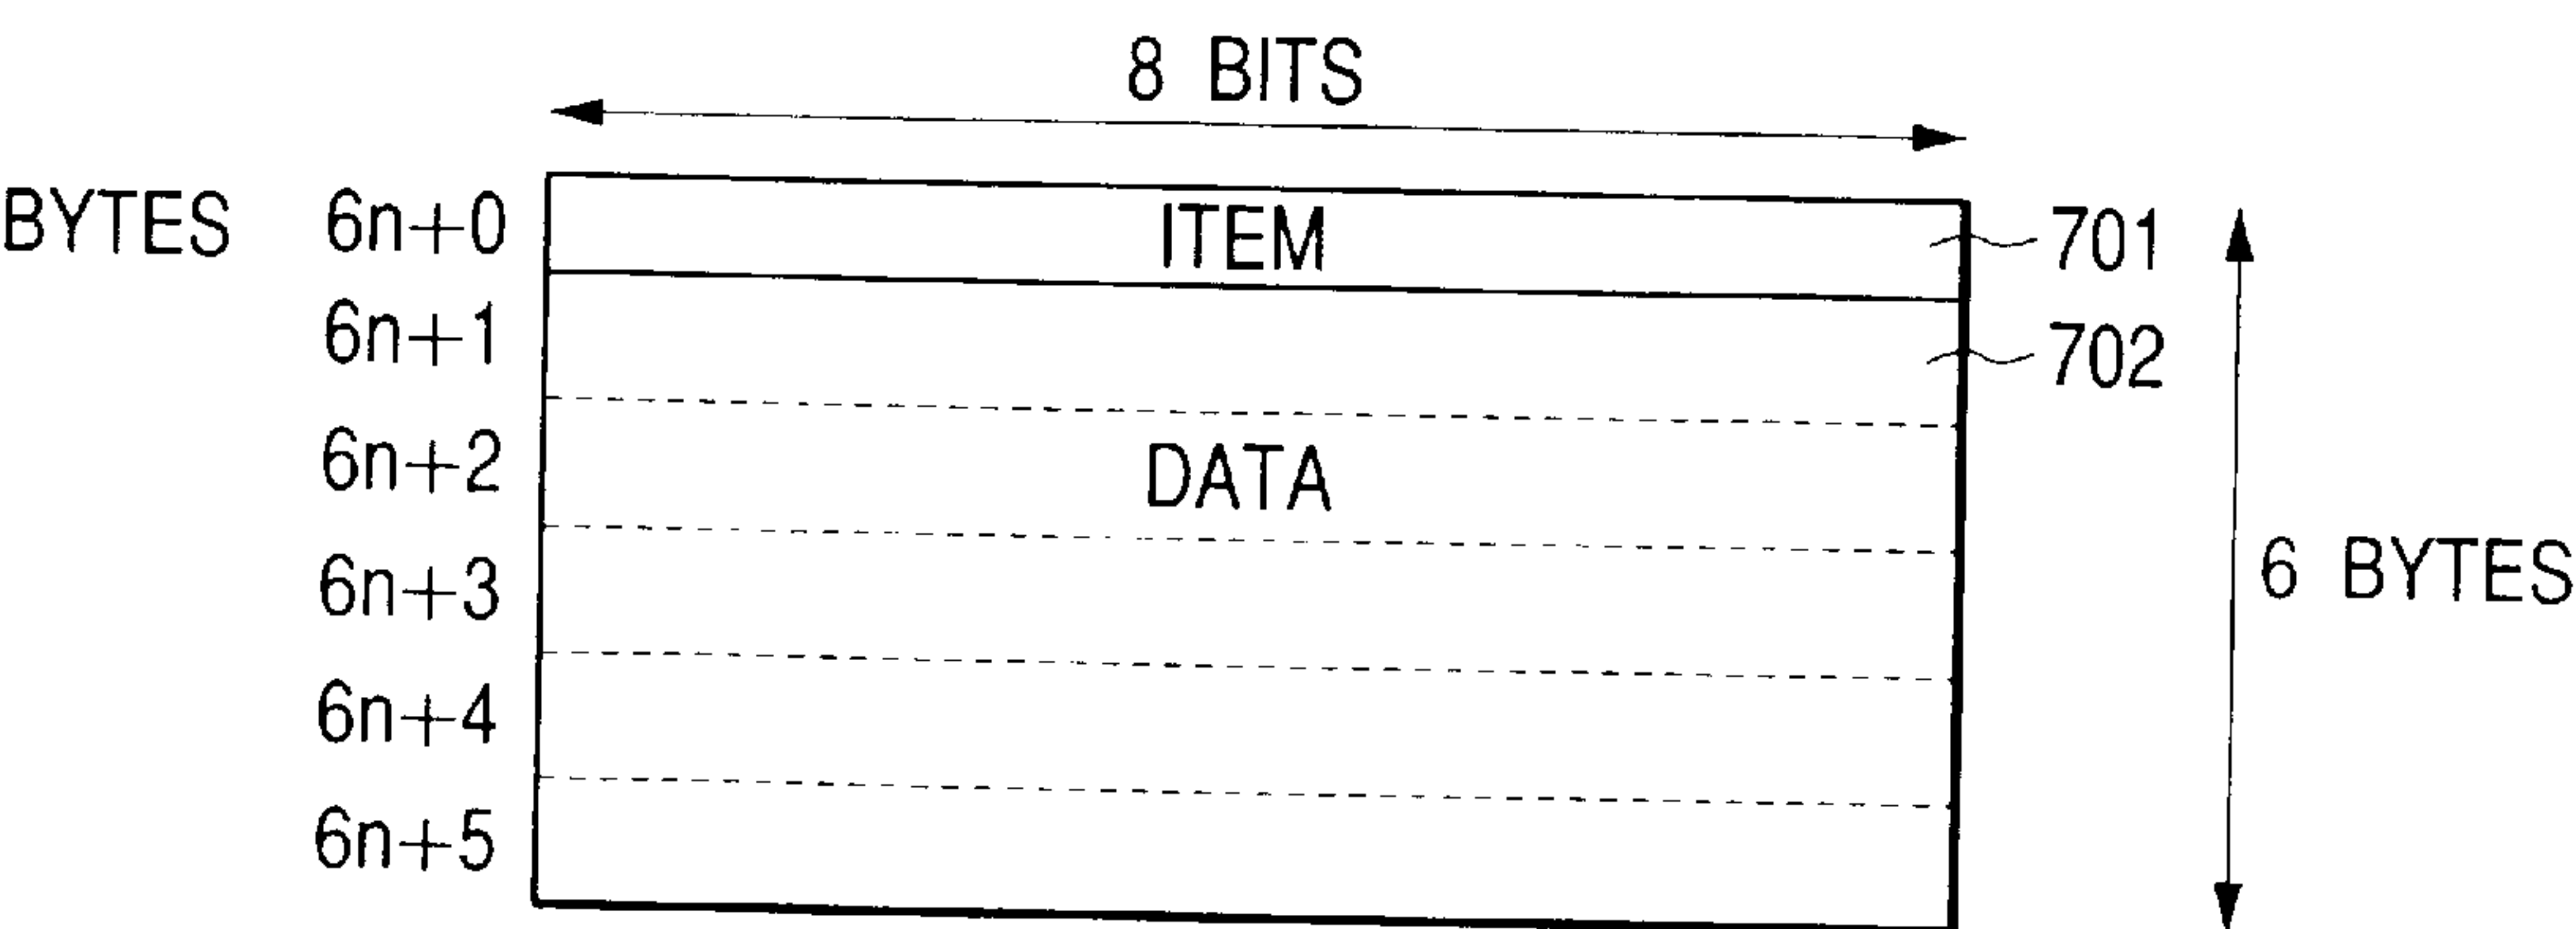 8 BITS
BYTES 6n+0 ITEM 701
6n+1 702
6n+2 DATA
6n+3 6 BYTES
6n+4
6n+5